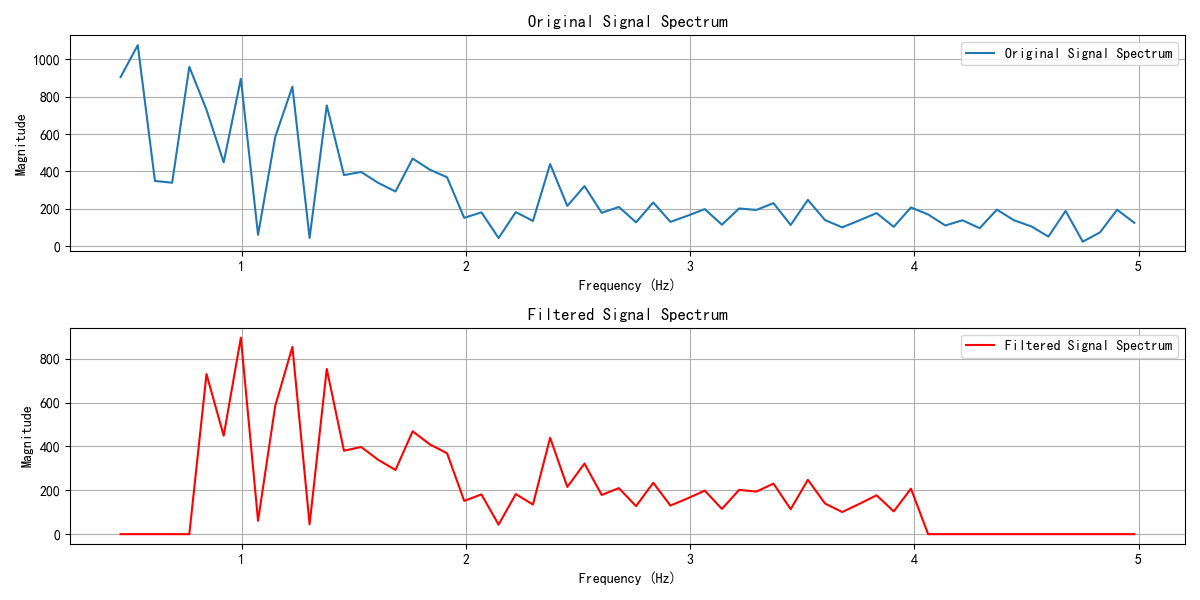 Original Signal Spectrum
Original Signal Spectrum
Magnitude
1000
800
600
400
200
0
1
2
3
4
5
Frequency (Hz)
Filtered Signal Spectrum
Filtered Signal Spectrum
Magnitude
800
600
400
200
0
1
2
3
4
5
Frequency (Hz)